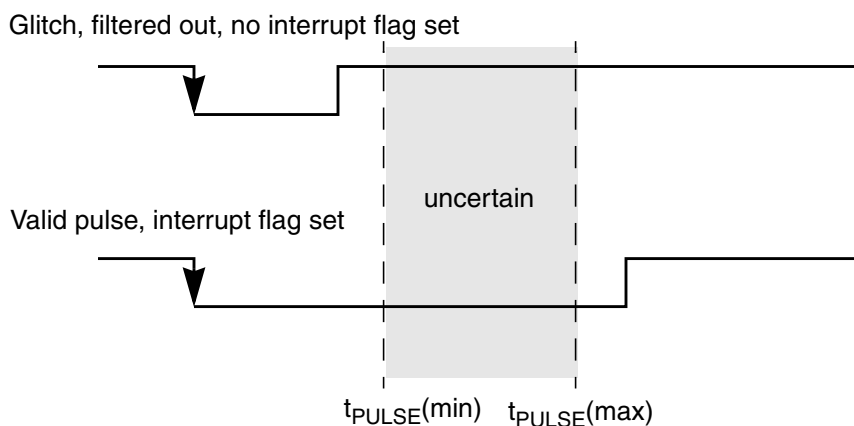 Glitch, filtered out, no interrupt flag set
uncertain
Valid pulse, interrupt flag set
tPULSE(min) tPULSE(max)